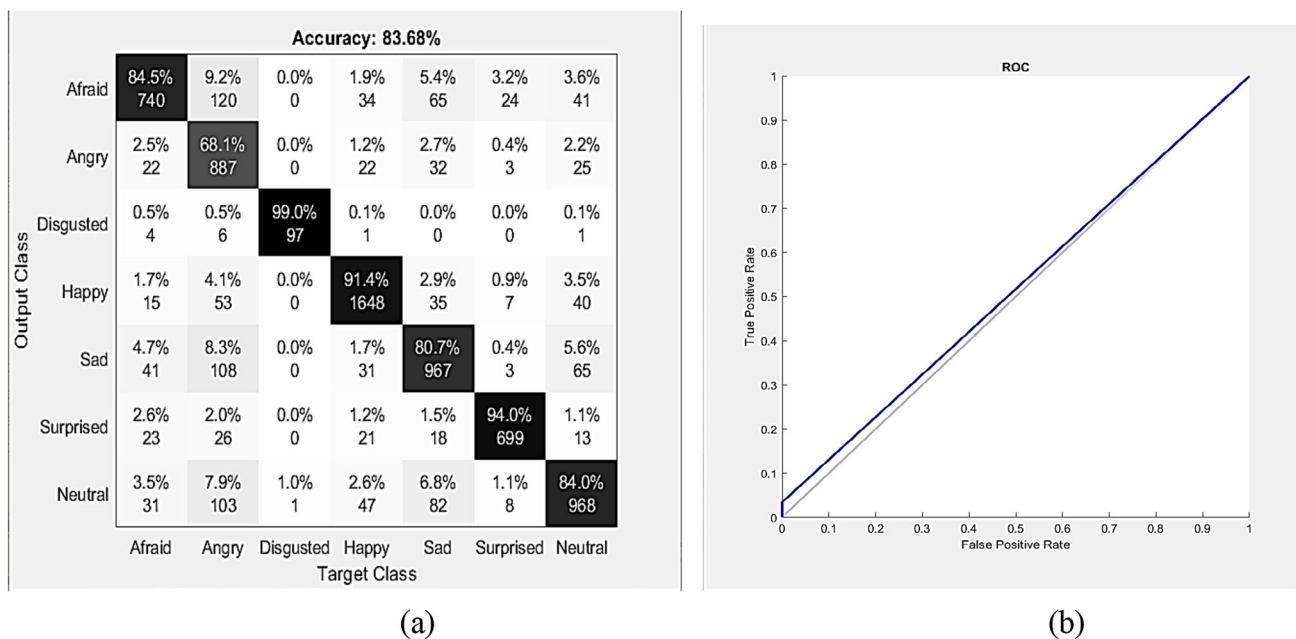 Accuracy: 83.68%
Output Class
Afraid 84.5% 9.2% 0.0% 1.9% 5.4% 3.2% 3.6%
740 120 0 34 65 24 41
Angry 2.5% 68.1% 0.0% 1.2% 2.7% 0.4% 2.2%
22 887 0 22 32 3 25
Disgusted 0.5% 0.5% 99.0% 0.1% 0.0% 0.0% 0.1%
4 6 97 1 0 0 1
Happy 1.7% 4.1% 0.0% 91.4% 2.9% 0.9% 3.5%
15 53 0 1648 35 7 40
Sad 4.7% 8.3% 0.0% 1.7% 80.7% 0.4% 5.6%
41 108 0 31 967 3 65
Surprised 2.6% 2.0% 0.0% 1.2% 1.5% 94.0% 1.1%
23 26 0 21 18 699 13
Neutral 3.5% 7.9% 1.0% 2.6% 6.8% 1.1% 84.0%
31 103 1 47 82 8 968
Afraid Angry Disgusted Happy Sad Surprised Neutral
Target Class
(a)
ROC
True Positive Rate
1
0.9
0.8
0.7
0.6
0.5
0.4
0.3
0.2
0.1
0
0 0.1 0.2 0.3 0.4 0.5 0.6 0.7 0.8 0.9 1
False Positive Rate
(b)